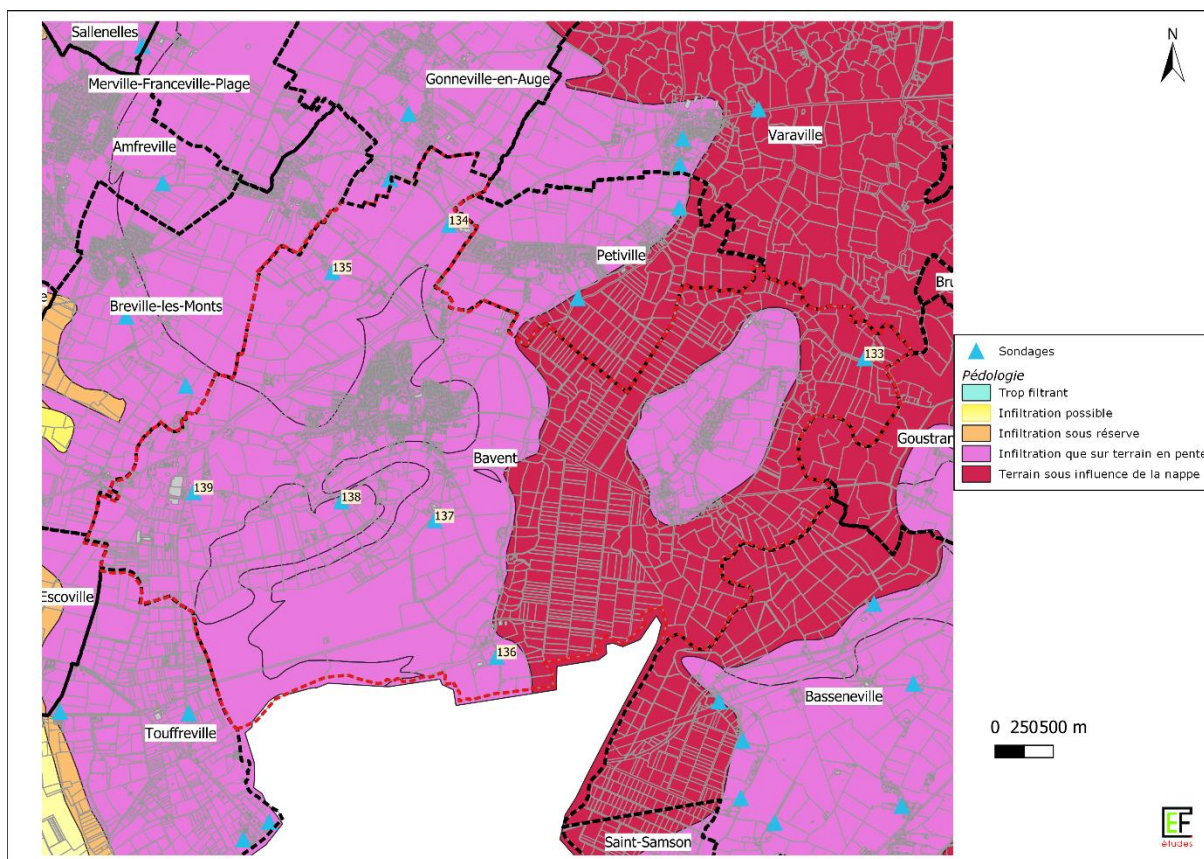 Sallenelles
N
Merville-Franceville-Plage
Gonneville-en-Auge
Varaville
Amfreville
134
Petiville
135
Breville-les-Monts
e
Bru
133
Sondages
Pédologie
Trop filtrant
Infiltration possible
Infiltration sous réserve
Infiltration que sur terrain en pente
Terrain sous influence de la nappe
Goustran
Bavent
139
138
137
Escoville
136
Basseneville
Touffreville
0 250500 m
Saint-Samson
EF
études